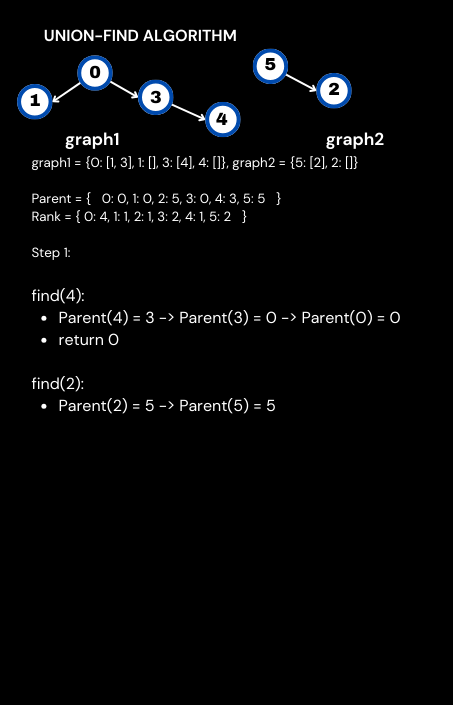 UNION-FIND ALGORITHM
0
1
3
4
5
2
graph1
graph2
graph1 = {0: [1, 3], 1: [], 3: [4], 4: []}, graph2 = {5: [2], 2: []}
Parent = { 0: 0, 1: 0, 2: 5, 3: 0, 4: 3, 5: 5 }
Rank = { 0: 4, 1: 1, 2: 1, 3: 2, 4: 1, 5: 2 }
Step 1:
find(4):
• Parent(4) = 3 -> Parent(3) = 0 -> Parent(0) = 0
• return 0
find(2):
• Parent(2) = 5 -> Parent(5) = 5